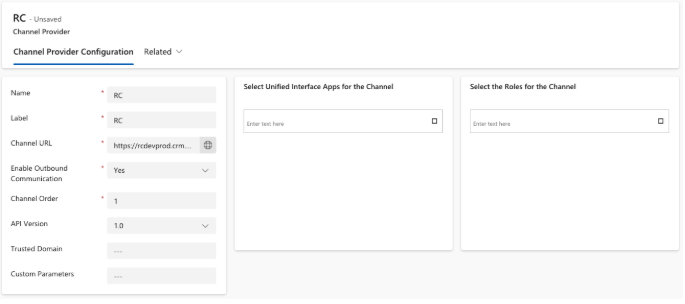 RC - Unsaved
Channel Provider
Channel Provider Configuration Related
Name * RC
Label * RC
Channel URL * https://rcdevprod.crm....
Enable Outbound Communication * Yes
Channel Order * 1
API Version 1.0
Trusted Domain ---
Custom Parameters ---
Select Unified Interface Apps for the Channel
Enter text here
Select the Roles for the Channel
Enter text here